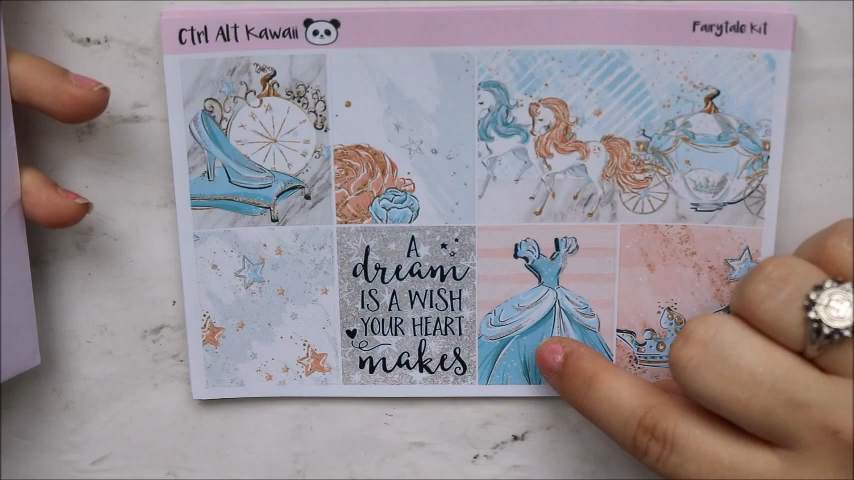 Ctrl Alt Kawaii
Fairytale Kit
A
dream
IS A WISH
YOUR HEART
makes